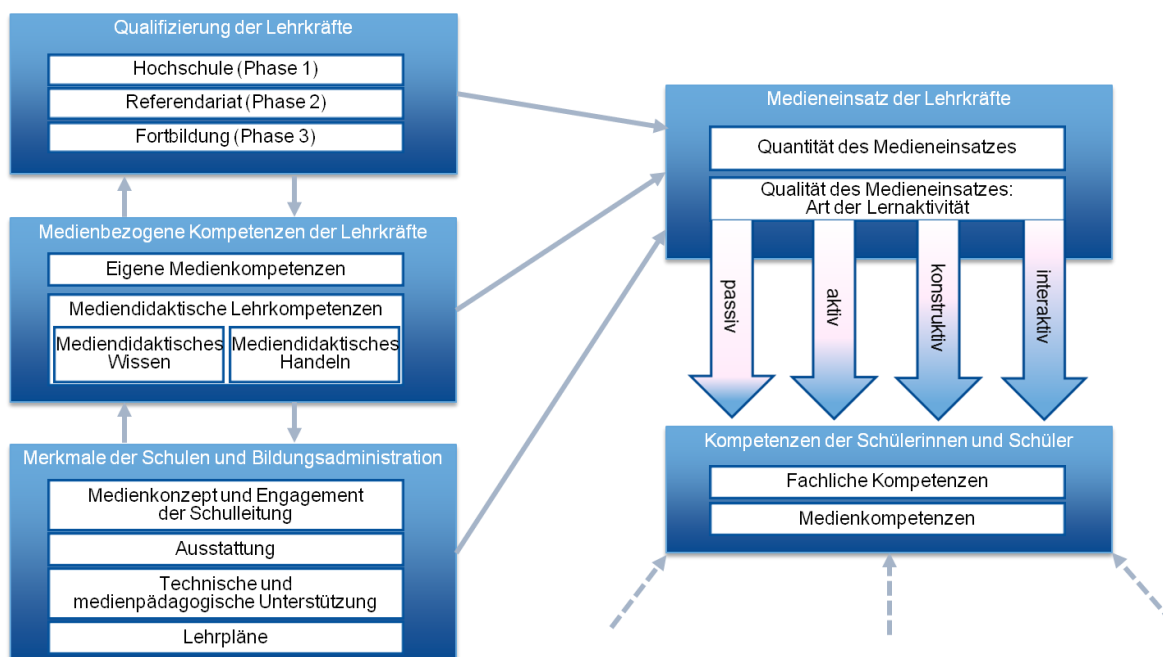 Qualifizierung der Lehrkräfte
Hochschule (Phase 1)
Referendariat (Phase 2)
Fortbildung (Phase 3)
Medienbezogene Kompetenzen der Lehrkräfte
Eigene Medienkompetenzen
Mediendidaktische Lehrkompetenzen
Mediendidaktisches
Wissen
Mediendidaktisches
Handeln
Merkmale der Schulen und Bildungsadministration
Medienkonzept und Engagement
der Schulleitung
Ausstattung
Technische und
medienpädagogische Unterstützung
Lehrpläne
Medieneinsatz der Lehrkräfte
Quantität des Medieneinsatzes
Qualität des Medieneinsatzes:
Art der Lernaktivität
passiv
aktiv
konstruktiv
interaktiv
Kompetenzen der Schülerinnen und Schüler
Fachliche Kompetenzen
Medienkompetenzen